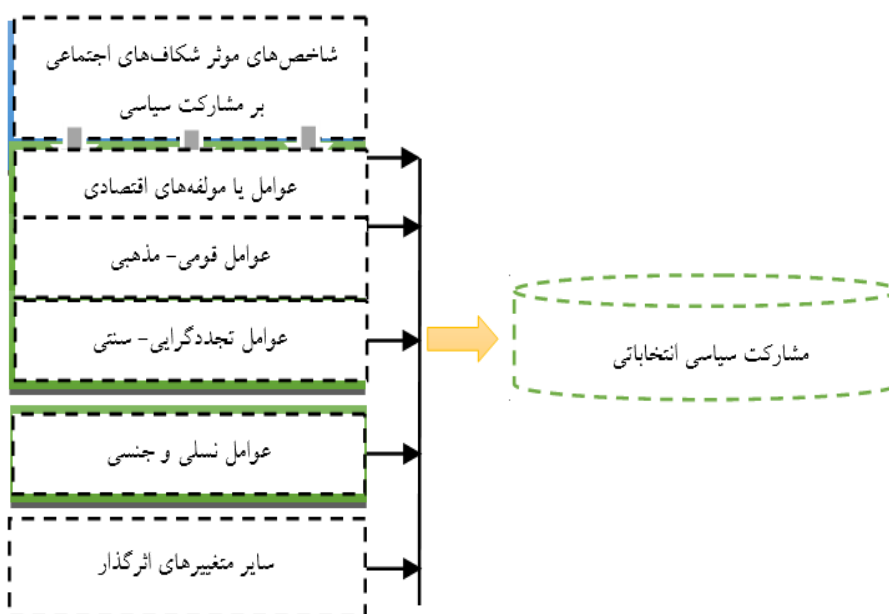 شاخص‌های موثر شکاف‌های اجتماعی
بر مشارکت سیاسی
عوامل یا مولفه‌های اقتصادی
عوامل قومی- مذهبی
عوامل تجددگرایی- سنتی
مشارکت سیاسی انتخاباتی
عوامل نسلی و جنسی
سایر متغییرهای اثرگذار